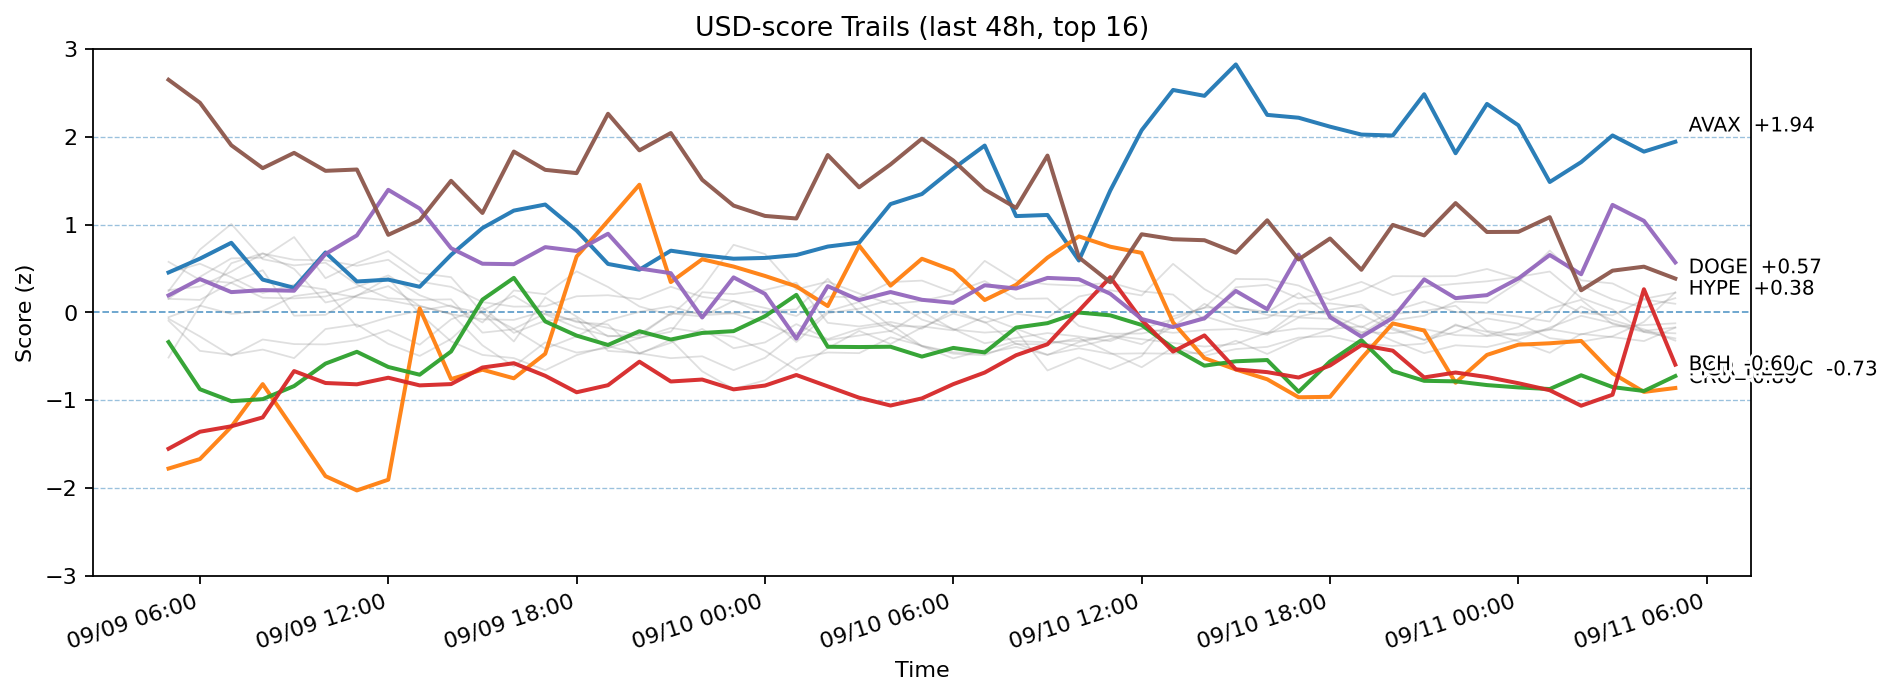 USD-score Trails (last 48h, top 16)
Score (z)
3
2
1
0
−1
−2
−3
AVAX +1.94
DOGE +0.57
HYPE +0.38
BCH -0.60
C -0.73
09/09 06:00
09/09 12:00
09/09 18:00
09/10 00:00
09/10 06:00
09/10 12:00
09/10 18:00
09/11 00:00
09/11 06:00
Time